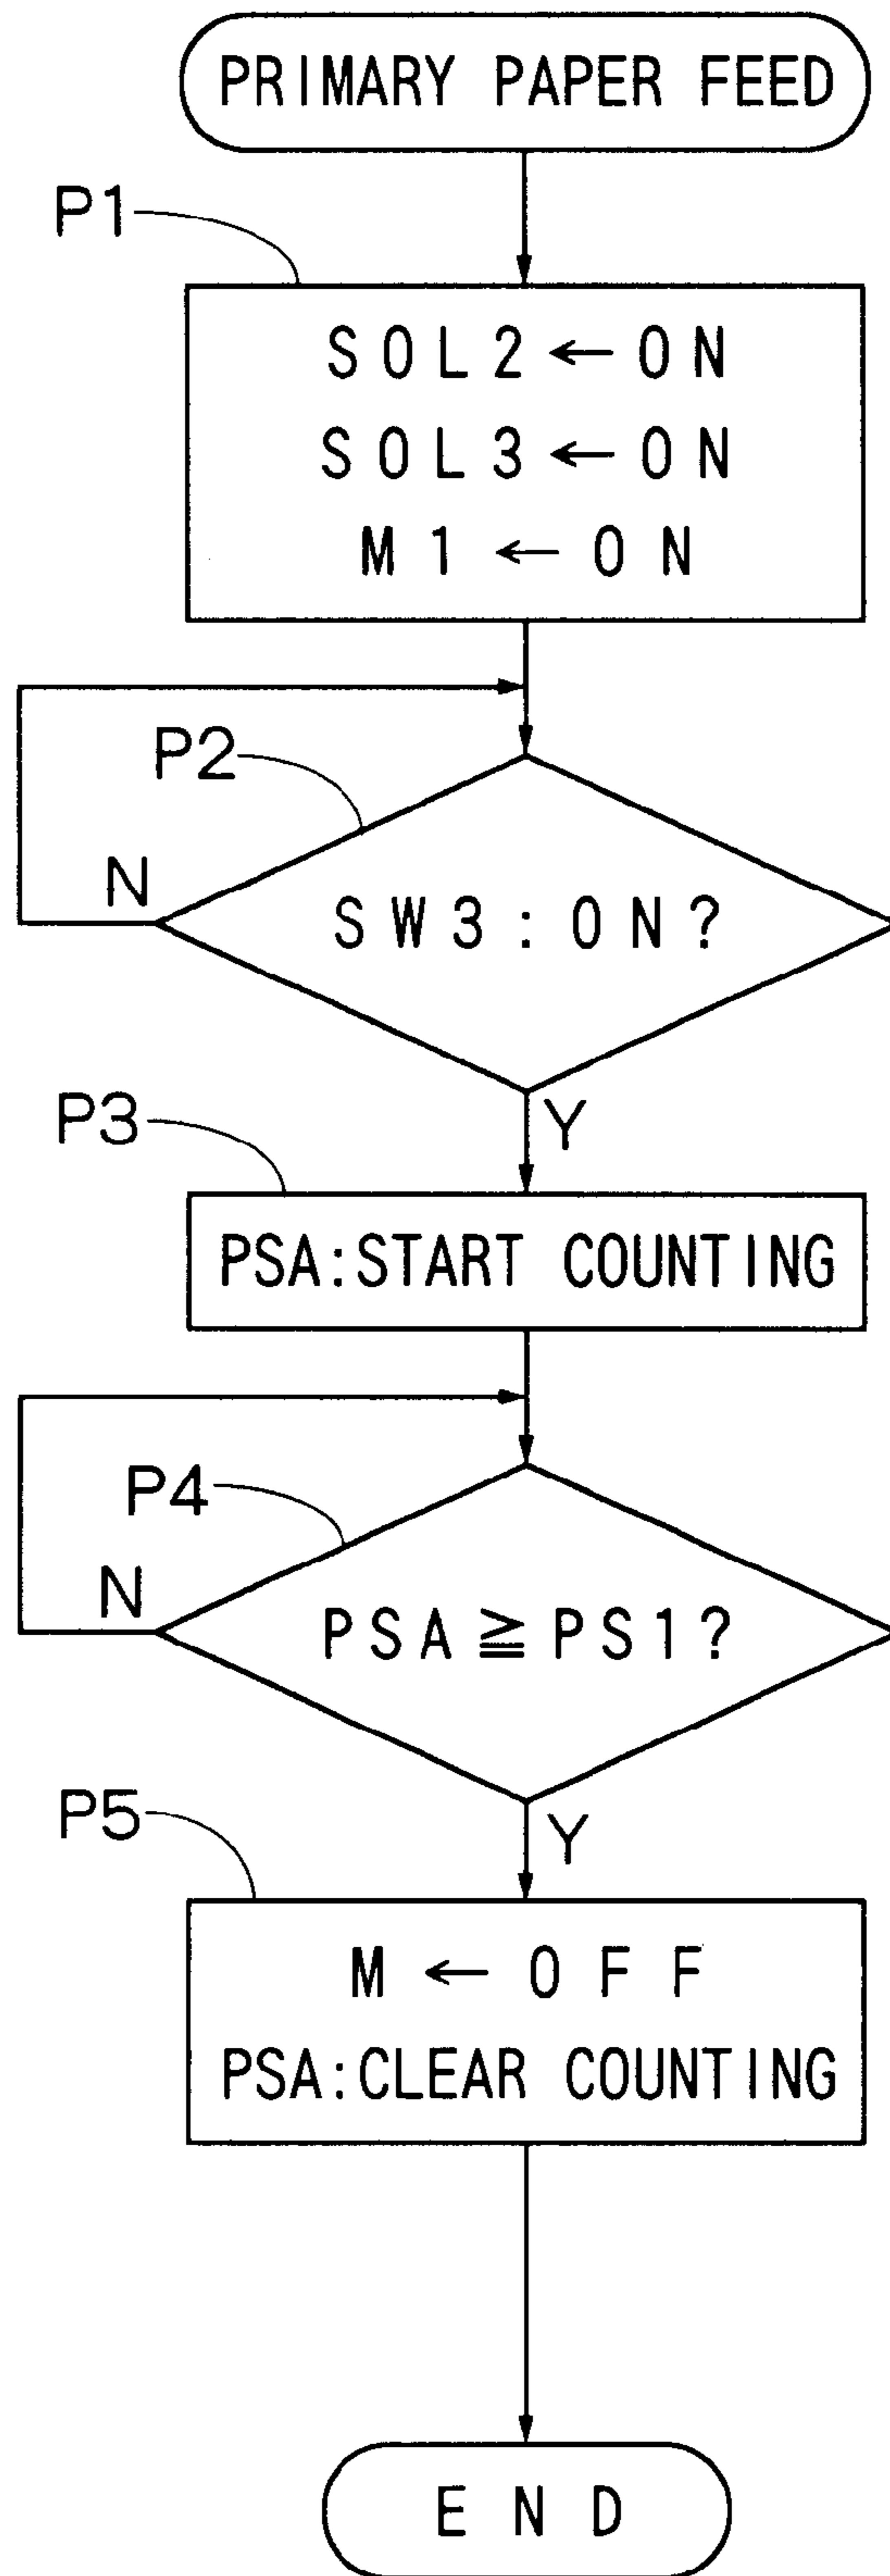 PRIMARY PAPER FEED
P1
SOL2←ON
SOL3←ON
M1←ON
P2
N
SW3:ON?
Y
P3
PSA:START COUNTING
P4
N
PSA≧PS1?
Y
P5
M←OFF
PSA:CLEAR COUNTING
END